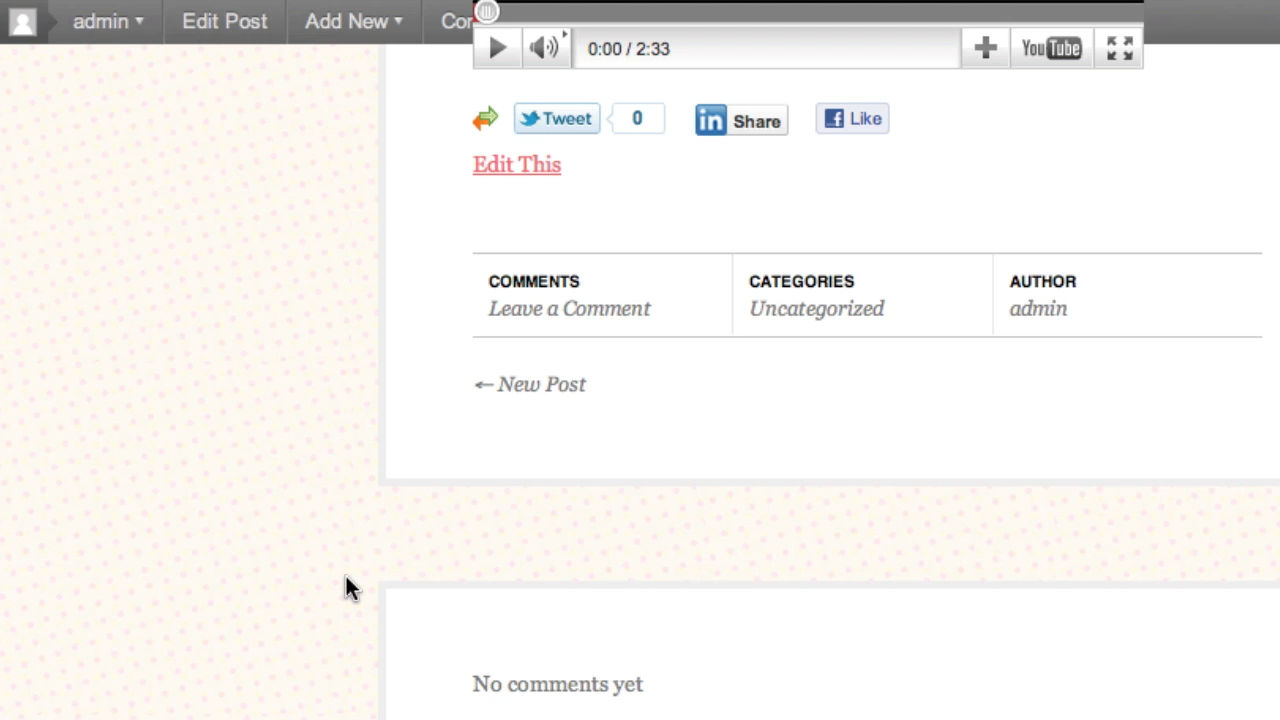 admin Edit Post Add New
0:00 / 2:33 YouTube
Tweet 0 in Share f Like
Edit This
COMMENTS CATEGORIES AUTHOR
Leave a Comment Uncategorized admin
← New Post
No comments yet